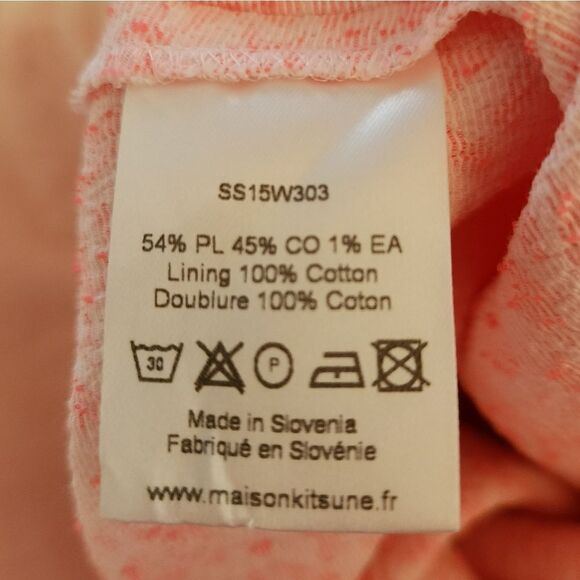 SS15W303
54% PL 45% CO 1% EA
Lining 100% Cotton
Doublure 100% Coton
30 P
Made in Slovenia
Fabriqué en Slovénie
www.maisonkitsune.fr